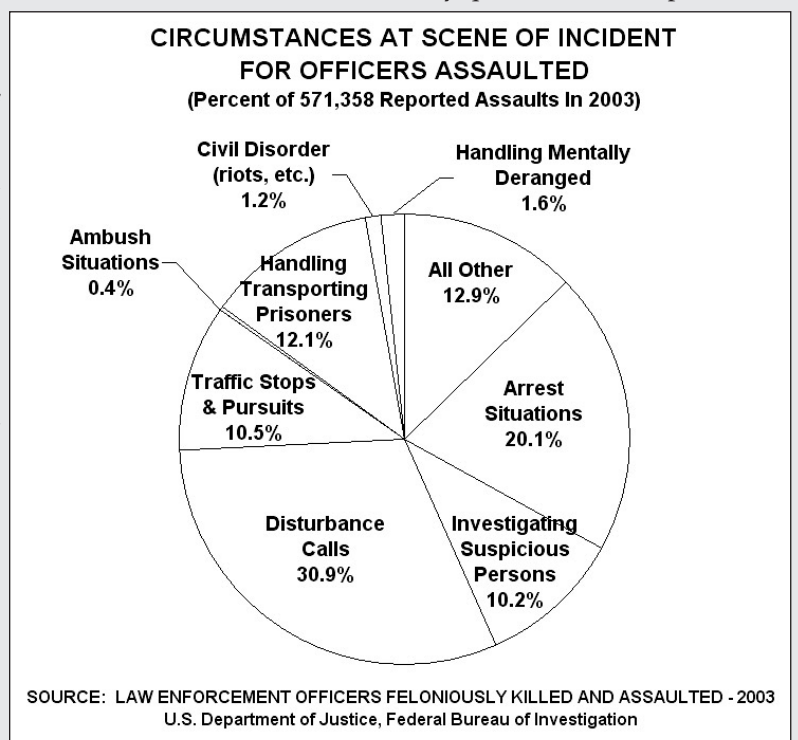 CIRCUMSTANCES AT SCENE OF INCIDENT
FOR OFFICERS ASSAULTED
(Percent of 571,358 Reported Assaults In 2003)
Civil Disorder
(riots, etc.)
1.2%
Handling Mentally
Deranged
1.6%
Ambush
Situations
0.4%
Handling
Transporting
Prisoners
12.1%
All Other
12.9%
Traffic Stops
& Pursuits
10.5%
Arrest
Situations
20.1%
Disturbance
Calls
30.9%
Investigating
Suspicious
Persons
10.2%
SOURCE: LAW ENFORCEMENT OFFICERS FELONIOUSLY KILLED AND ASSAULTED - 2003
U.S. Department of Justice, Federal Bureau of Investigation